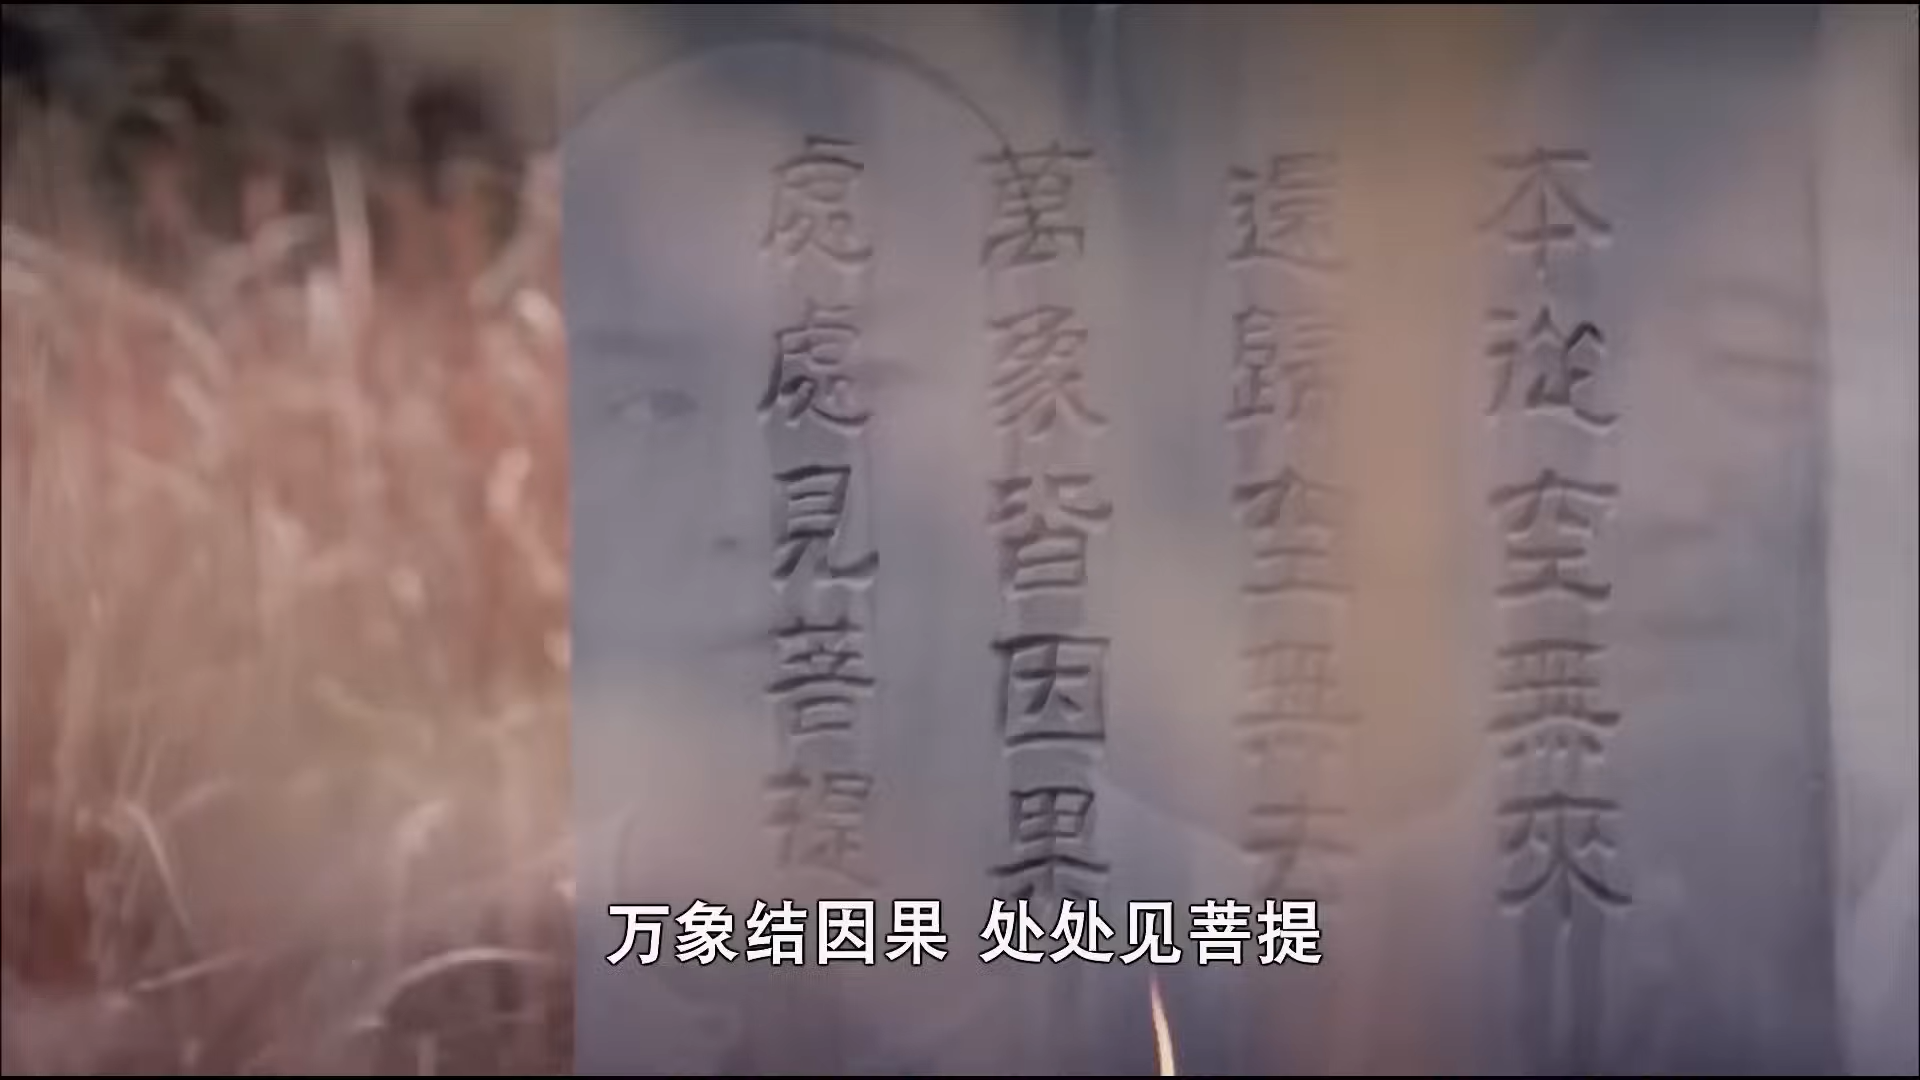 本從空無來
還歸空無去
萬象皆因果
處處見菩提
万象结因果 处处见菩提